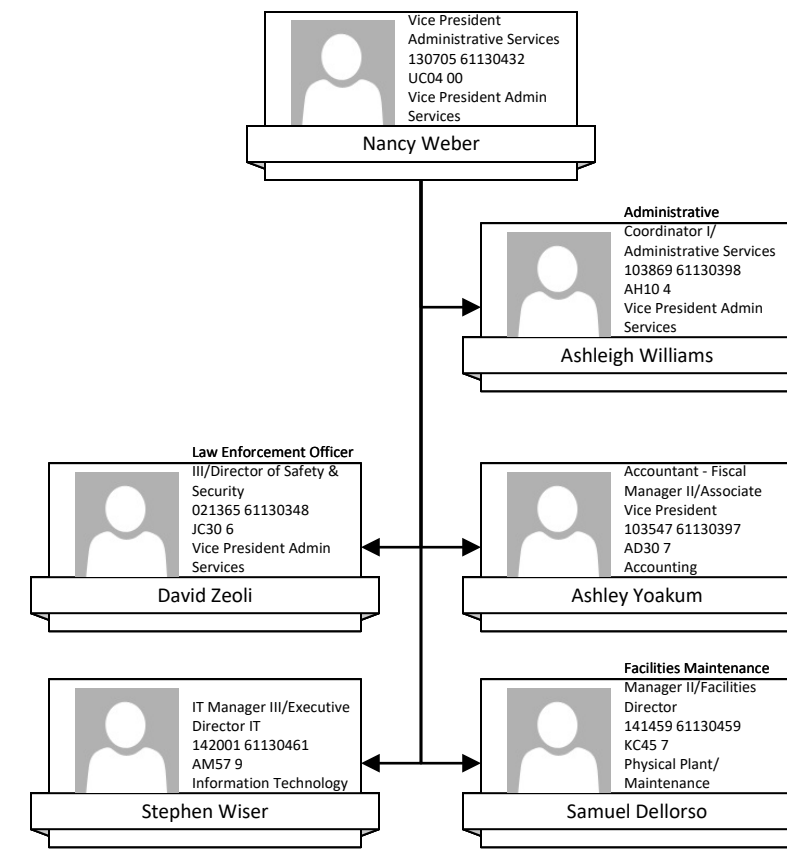 Vice President
Administrative Services
130705 61130432
UC04 00
Vice President Admin
Services
Nancy Weber
Administrative
Coordinator I/
Administrative Services
103869 61130398
AH10 4
Vice President Admin
Services
Ashleigh Williams
Law Enforcement Officer
III/Director of Safety &
Security
021365 61130348
JC30 6
Vice President Admin
Services
David Zeoli
Accountant - Fiscal
Manager II/Associate
Vice President
103547 61130397
AD30 7
Accounting
Ashley Yoakum
IT Manager III/Executive
Director IT
142001 61130461
AM57 9
Information Technology
Stephen Wiser
Facilities Maintenance
Manager II/Facilities
Director
141459 61130459
KC45 7
Physical Plant/
Maintenance
Samuel Dellorso